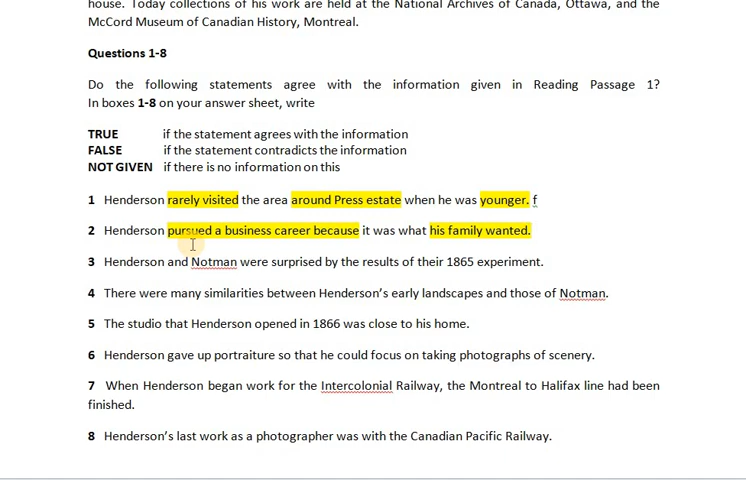 house. Today collections of his work are held at the National Archives of Canada, Ottawa, and the
McCord Museum of Canadian History, Montreal.
Questions 1-8
Do the following statements agree with the information given in Reading Passage 1?
In boxes 1-8 on your answer sheet, write
TRUE if the statement agrees with the information
FALSE if the statement contradicts the information
NOT GIVEN if there is no information on this
1 Henderson rarely visited the area around Press estate when he was younger. f
2 Henderson pursued a business career because it was what his family wanted.
3 Henderson and Notman were surprised by the results of their 1865 experiment.
4 There were many similarities between Henderson's early landscapes and those of Notman.
5 The studio that Henderson opened in 1866 was close to his home.
6 Henderson gave up portraiture so that he could focus on taking photographs of scenery.
7 When Henderson began work for the Intercolonial Railway, the Montreal to Halifax line had been
finished.
8 Henderson's last work as a photographer was with the Canadian Pacific Railway.